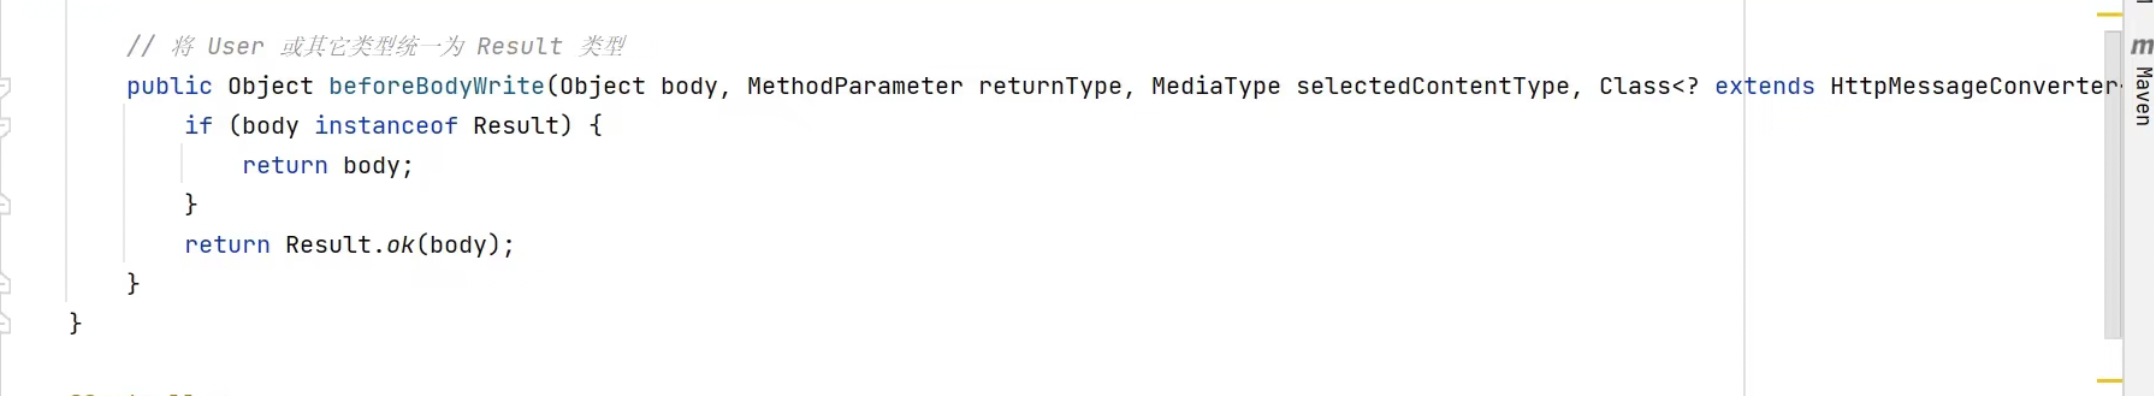 // 将 User 或其它类型统一为 Result 类型
public Object beforeBodyWrite(Object body, MethodParameter returnType, MediaType selectedContentType, Class<? extends HttpMessageConverter
if (body instanceof Result) {
return body;
}
return Result.ok(body);
}
}
m Maven